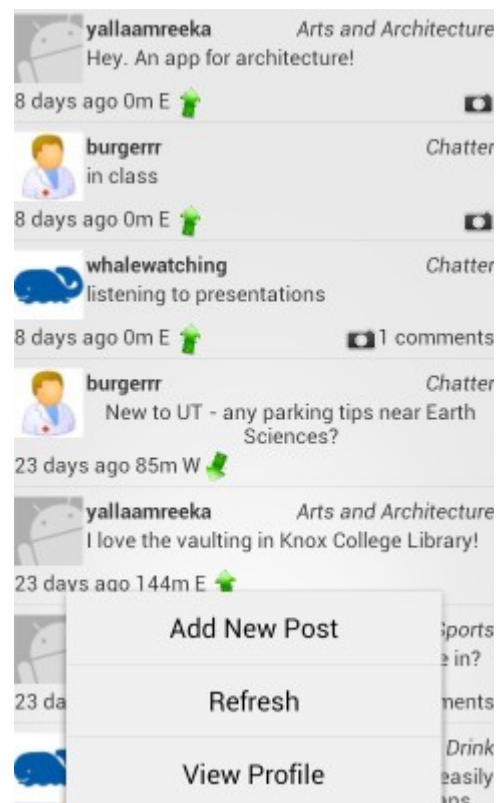 yallaamreeka Arts and Architecture
Hey. An app for architecture!
8 days ago 0m E
burgerrr Chatter
in class
8 days ago 0m E
whalewatching Chatter
listening to presentations
8 days ago 0m E 1 comments
burgerrr Chatter
New to UT - any parking tips near Earth
Sciences?
23 days ago 85m W
yallaamreeka Arts and Architecture
I love the vaulting in Knox College Library!
23 days ago 144m E
Sports
Add New Post
e in?
23 da
Refresh
ments
Drink
View Profile
easily